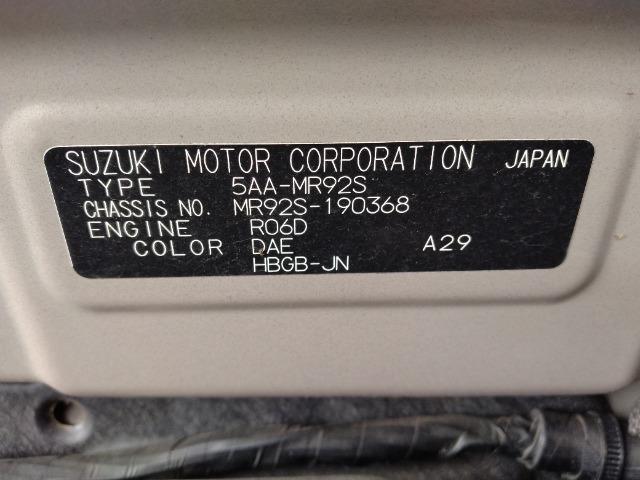 SUZUKI MOTOR CORPORATION JAPAN
TYPE 5AA-MR92S
CHASSIS NO. MR92S-190368
ENGINE R06D
COLOR DAE A29
HBGB-JN